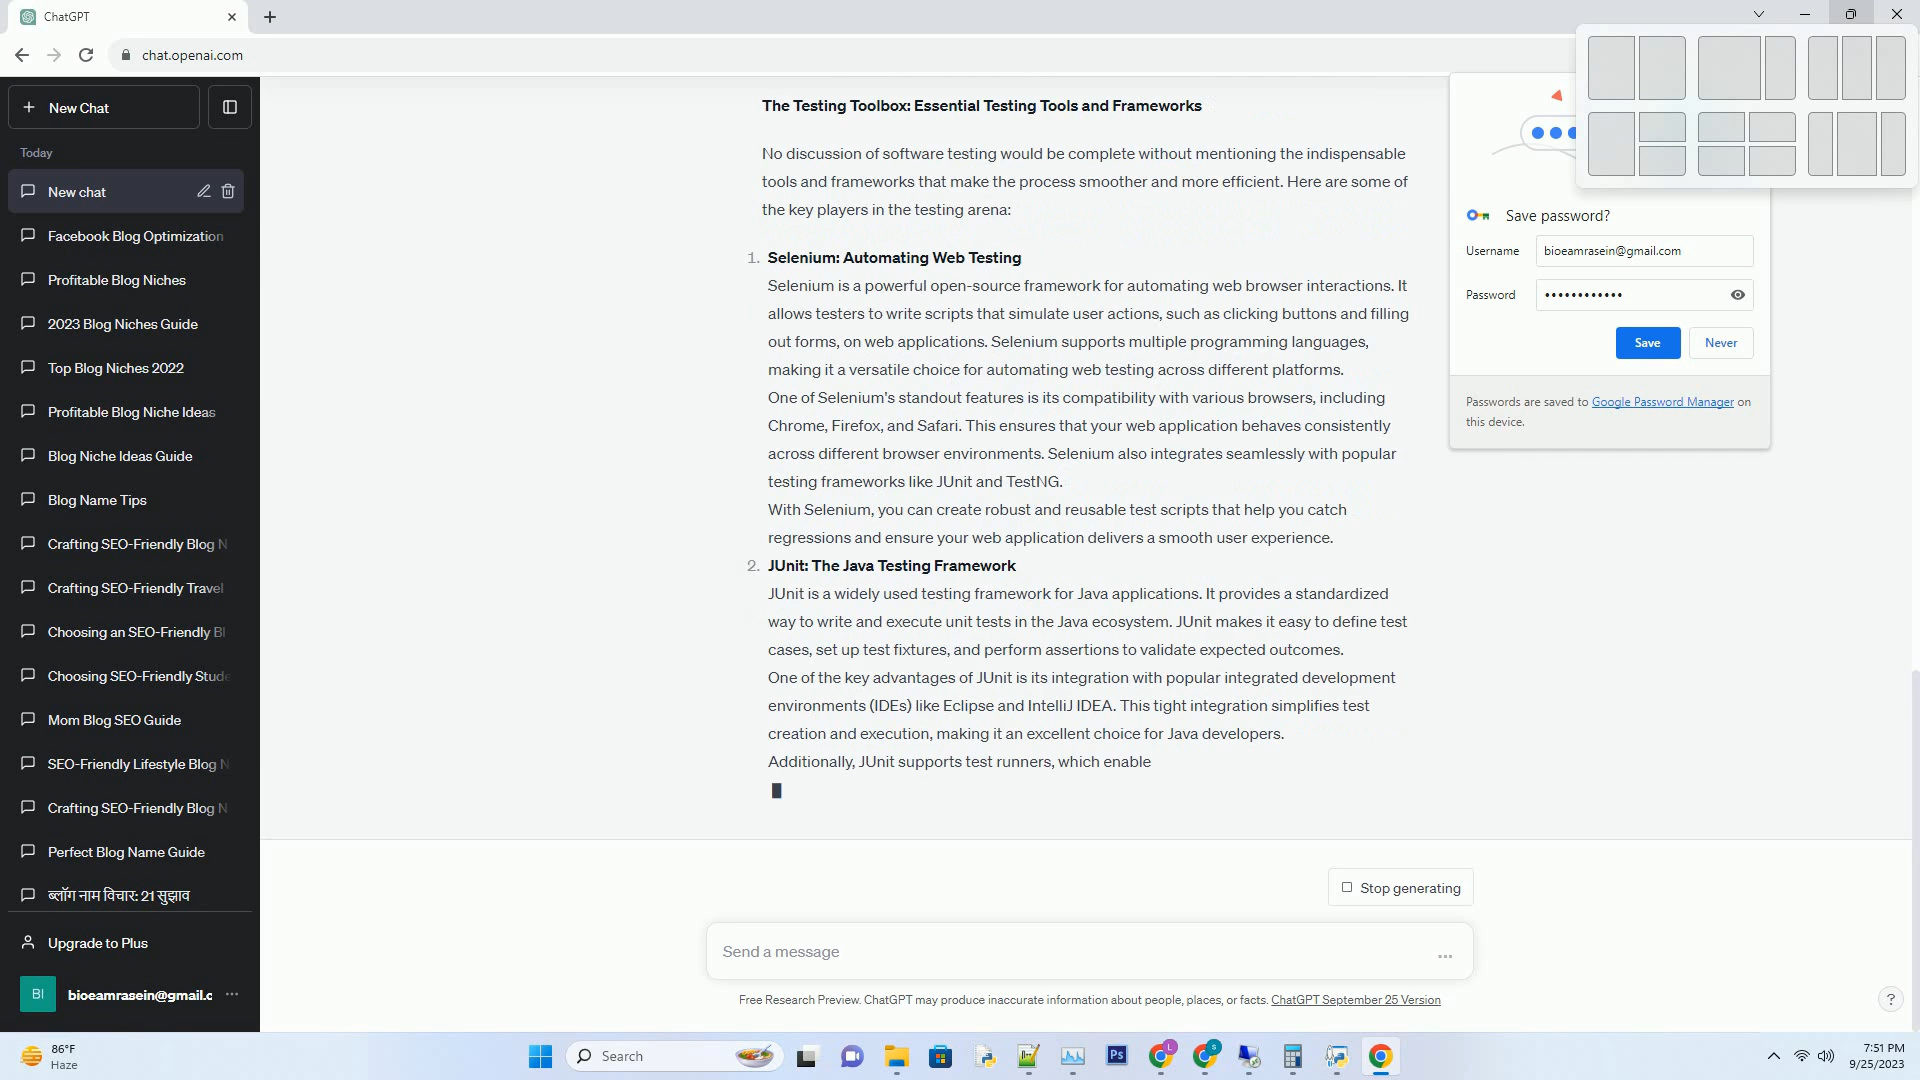 ChatGPT
chat.openai.com
New Chat
Today
New chat
Facebook Blog Optimization
Profitable Blog Niches
2023 Blog Niches Guide
Top Blog Niches 2022
Profitable Blog Niche Ideas
Blog Niche Ideas Guide
Blog Name Tips
Crafting SEO-Friendly Blog N
Crafting SEO-Friendly Travel
Choosing an SEO-Friendly Bl
Choosing SEO-Friendly Stude
Mom Blog SEO Guide
SEO-Friendly Lifestyle Blog N
Crafting SEO-Friendly Blog N
Perfect Blog Name Guide
ब्लॉग नाम विचार: 21 सुझाव
Upgrade to Plus
BI
bioeamrasein@gmail.c
The Testing Toolbox: Essential Testing Tools and Frameworks
No discussion of software testing would be complete without mentioning the indispensable
tools and frameworks that make the process smoother and more efficient. Here are some of
the key players in the testing arena:
1. Selenium: Automating Web Testing
Selenium is a powerful open-source framework for automating web browser interactions. It
allows testers to write scripts that simulate user actions, such as clicking buttons and filling
out forms, on web applications. Selenium supports multiple programming languages,
making it a versatile choice for automating web testing across different platforms.
One of Selenium's standout features is its compatibility with various browsers, including
Chrome, Firefox, and Safari. This ensures that your web application behaves consistently
across different browser environments. Selenium also integrates seamlessly with popular
testing frameworks like JUnit and TestNG.
With Selenium, you can create robust and reusable test scripts that help you catch
regressions and ensure your web application delivers a smooth user experience.
2. JUnit: The Java Testing Framework
JUnit is a widely used testing framework for Java applications. It provides a standardized
way to write and execute unit tests in the Java ecosystem. JUnit makes it easy to define test
cases, set up test fixtures, and perform assertions to validate expected outcomes.
One of the key advantages of JUnit is its integration with popular integrated development
environments (IDEs) like Eclipse and IntelliJ IDEA. This tight integration simplifies test
creation and execution, making it an excellent choice for Java developers.
Additionally, JUnit supports test runners, which enable
Stop generating
Send a message
Free Research Preview. ChatGPT may produce inaccurate information about people, places, or facts. ChatGPT September 25 Version
?
Save password?
Username bioeamrasein@gmail.com
Password ••••••••••••
Save Never
Passwords are saved to Google Password Manager on
this device.
86°F
Haze
Search
Ps
L
S
7:51 PM
9/25/2023